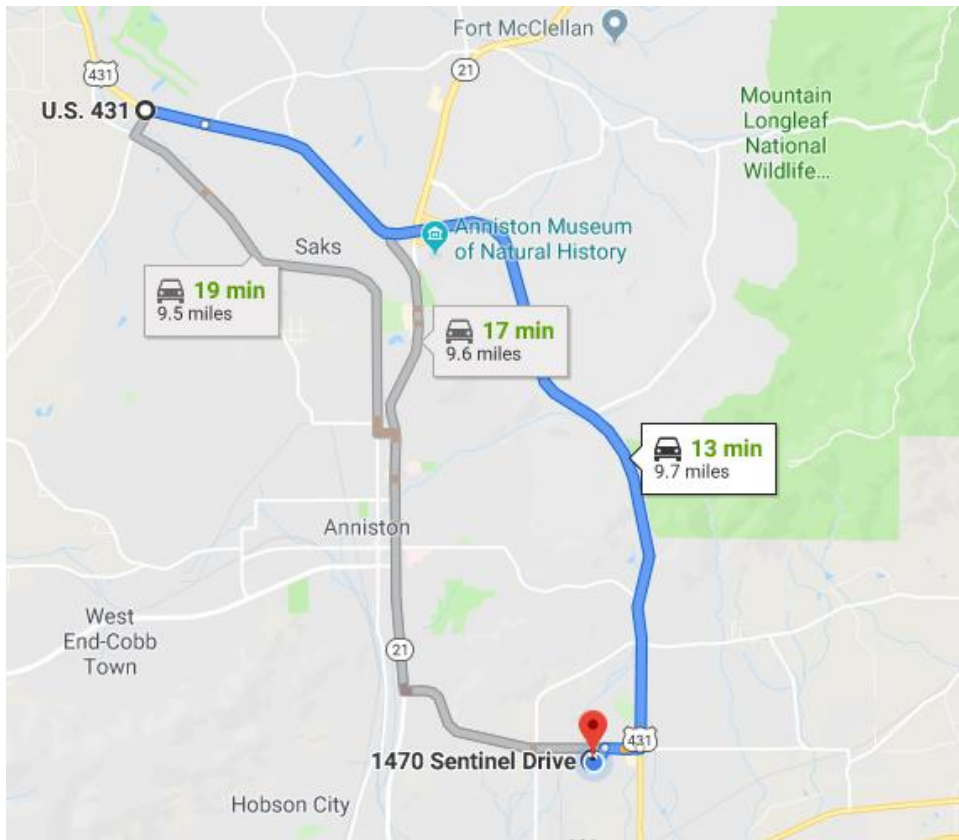 Fort McClellan
431
21
U.S. 431
Mountain
Longleaf
National
Wildlife...
Anniston Museum
of Natural History
Saks
19 min
9.5 miles
17 min
9.6 miles
13 min
9.7 miles
Anniston
West
End-Cobb
Town
21
431
1470 Sentinel Drive
Hobson City